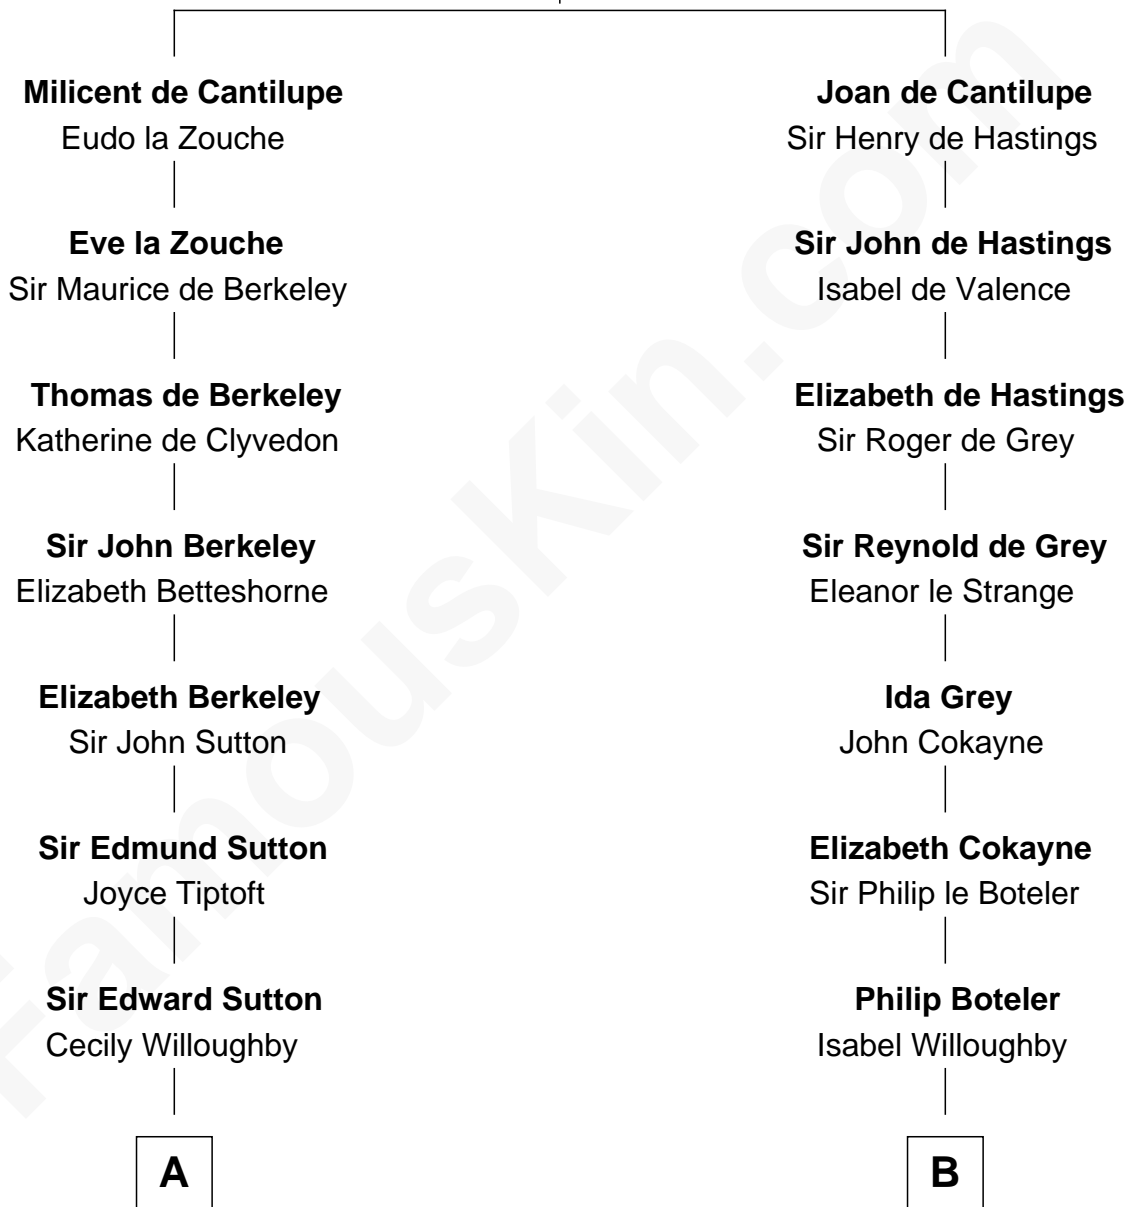 Milicent de Cantilupe
Eudo la Zouche
Eve la Zouche
Sir Maurice de Berkeley
Thomas de Berkeley
Katherine de Clyvedon
Sir John Berkeley
Elizabeth Betteshorne
Elizabeth Berkeley
Sir John Sutton
Sir Edmund Sutton
Joyce Tiptoft
Sir Edward Sutton
Cecily Willoughby
A
Joan de Cantilupe
Sir Henry de Hastings
Sir John de Hastings
Isabel de Valence
Elizabeth de Hastings
Sir Roger de Grey
Sir Reynold de Grey
Eleanor le Strange
Ida Grey
John Cokayne
Elizabeth Cokayne
Sir Philip le Boteler
Philip Boteler
Isabel Willoughby
B
FamousKin.com